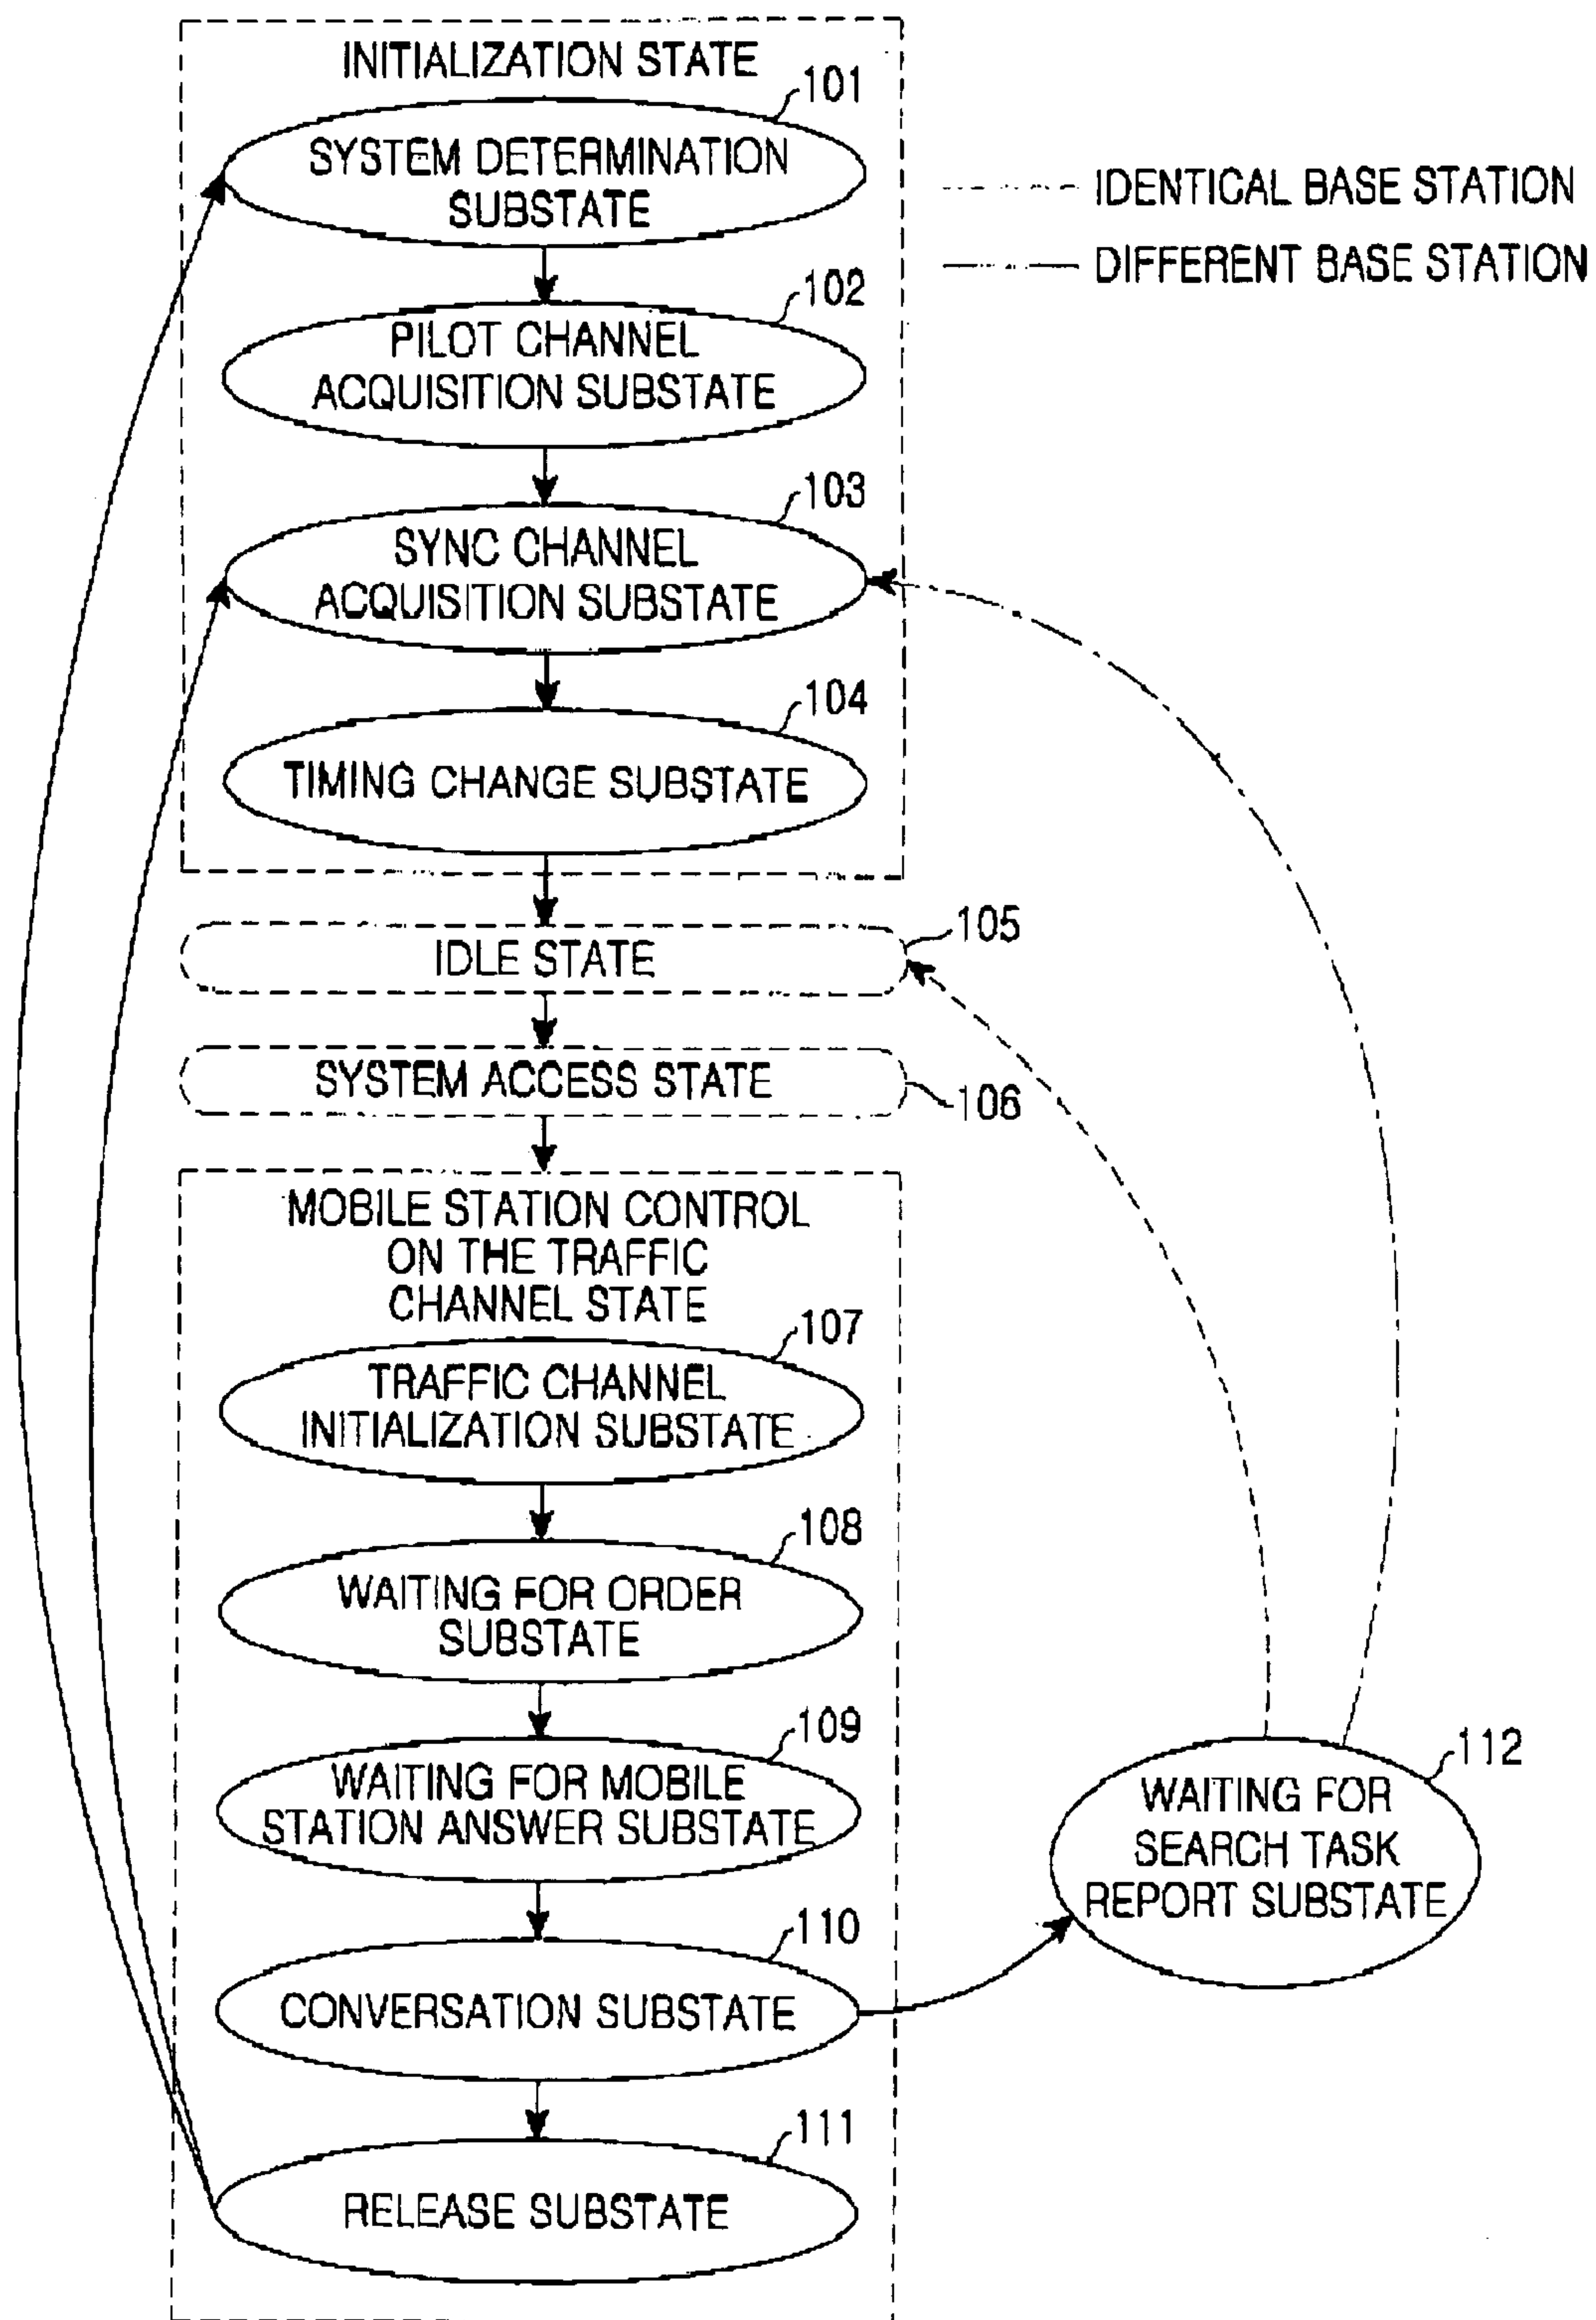 INITIALIZATION STATE
101
SYSTEM DETERMINATION
SUBSTATE
IDENTICAL BASE STATION
DIFFERENT BASE STATION
102
PILOT CHANNEL
ACQUISITION SUBSTATE
103
SYNC CHANNEL
ACQUISITION SUBSTATE
104
TIMING CHANGE SUBSTATE
105
IDLE STATE
SYSTEM ACCESS STATE
106
MOBILE STATION CONTROL
ON THE TRAFFIC
CHANNEL STATE
107
TRAFFIC CHANNEL
INITIALIZATION SUBSTATE
108
WAITING FOR ORDER
SUBSTATE
109
WAITING FOR MOBILE
STATION ANSWER SUBSTATE
112
WAITING FOR
SEARCH TASK
REPORT SUBSTATE
110
CONVERSATION SUBSTATE
111
RELEASE SUBSTATE